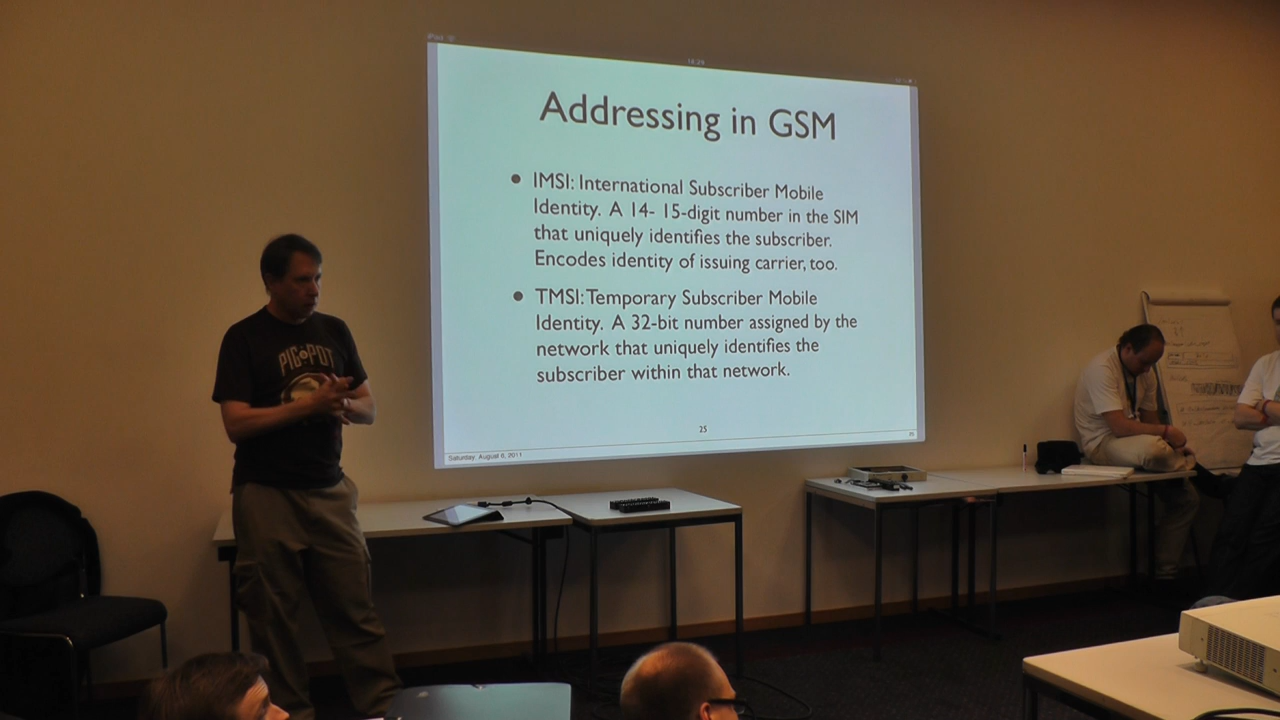 iPad
Addressing in GSM
• IMSI: International Subscriber Mobile
Identity. A 14- 15-digit number in the SIM
that uniquely identifies the subscriber.
Encodes identity of issuing carrier, too.
• TMSI: Temporary Subscriber Mobile
Identity. A 32-bit number assigned by the
network that uniquely identifies the
subscriber within that network.
25
Saturday, August 6, 2011
PIG POT